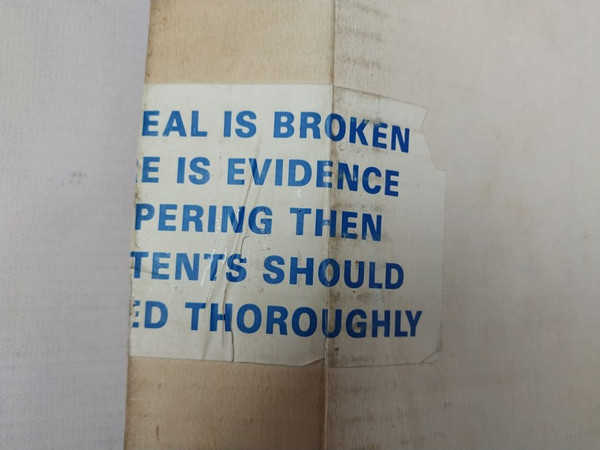 EAL IS BROKEN
E IS EVIDENCE
PERING THEN
TENTS SHOULD
ED THOROUGHLY